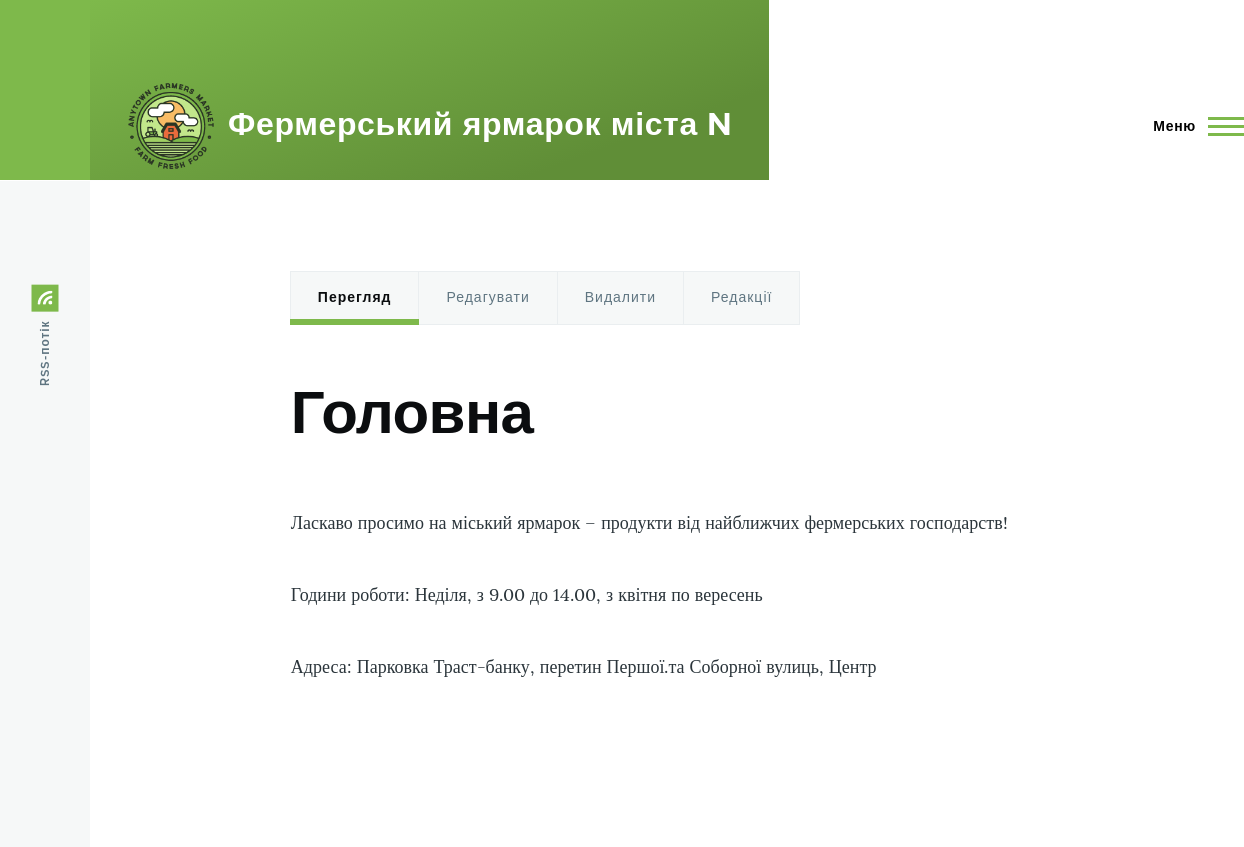 ANYTOWN FARMERS MARKET
FARM FRESH FOOD
Фермерський ярмарок міста N
Меню
RSS-потік
Перегляд Редагувати Видалити Редакції
Головна
Ласкаво просимо на міський ярмарок – продукти від найближчих фермерських господарств!
Години роботи: Неділя, з 9.00 до 14.00, з квітня по вересень
Адреса: Парковка Траст-банку, перетин Першої.та Соборної вулиць, Центр